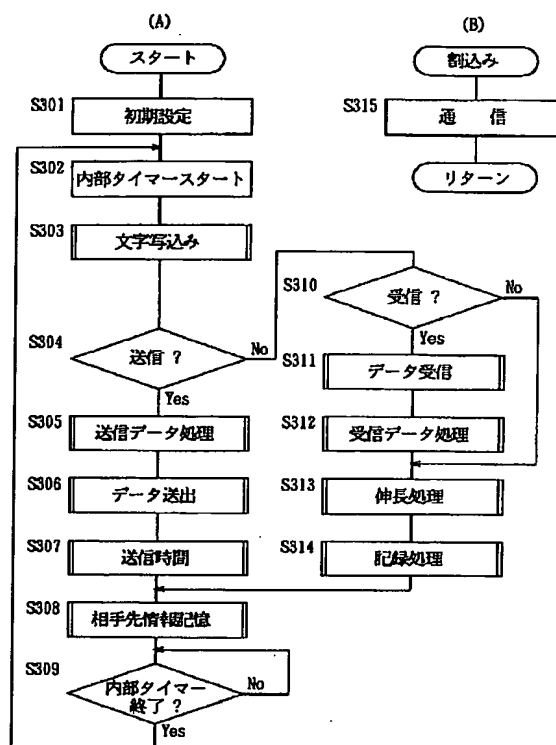 (A)
スタート
S301
初期設定
S302
内部タイマースタート
S303
文字写込み
S304
送信？
No
Yes
S305
送信データ処理
S306
データ送出
S307
送信時間
S308
相手先情報記憶
S309
内部タイマー
終了？
No
Yes
(B)
割込み
S315
通 信
リターン
S310
受信？
No
Yes
S311
データ受信
S312
受信データ処理
S313
伸長処理
S314
記録処理